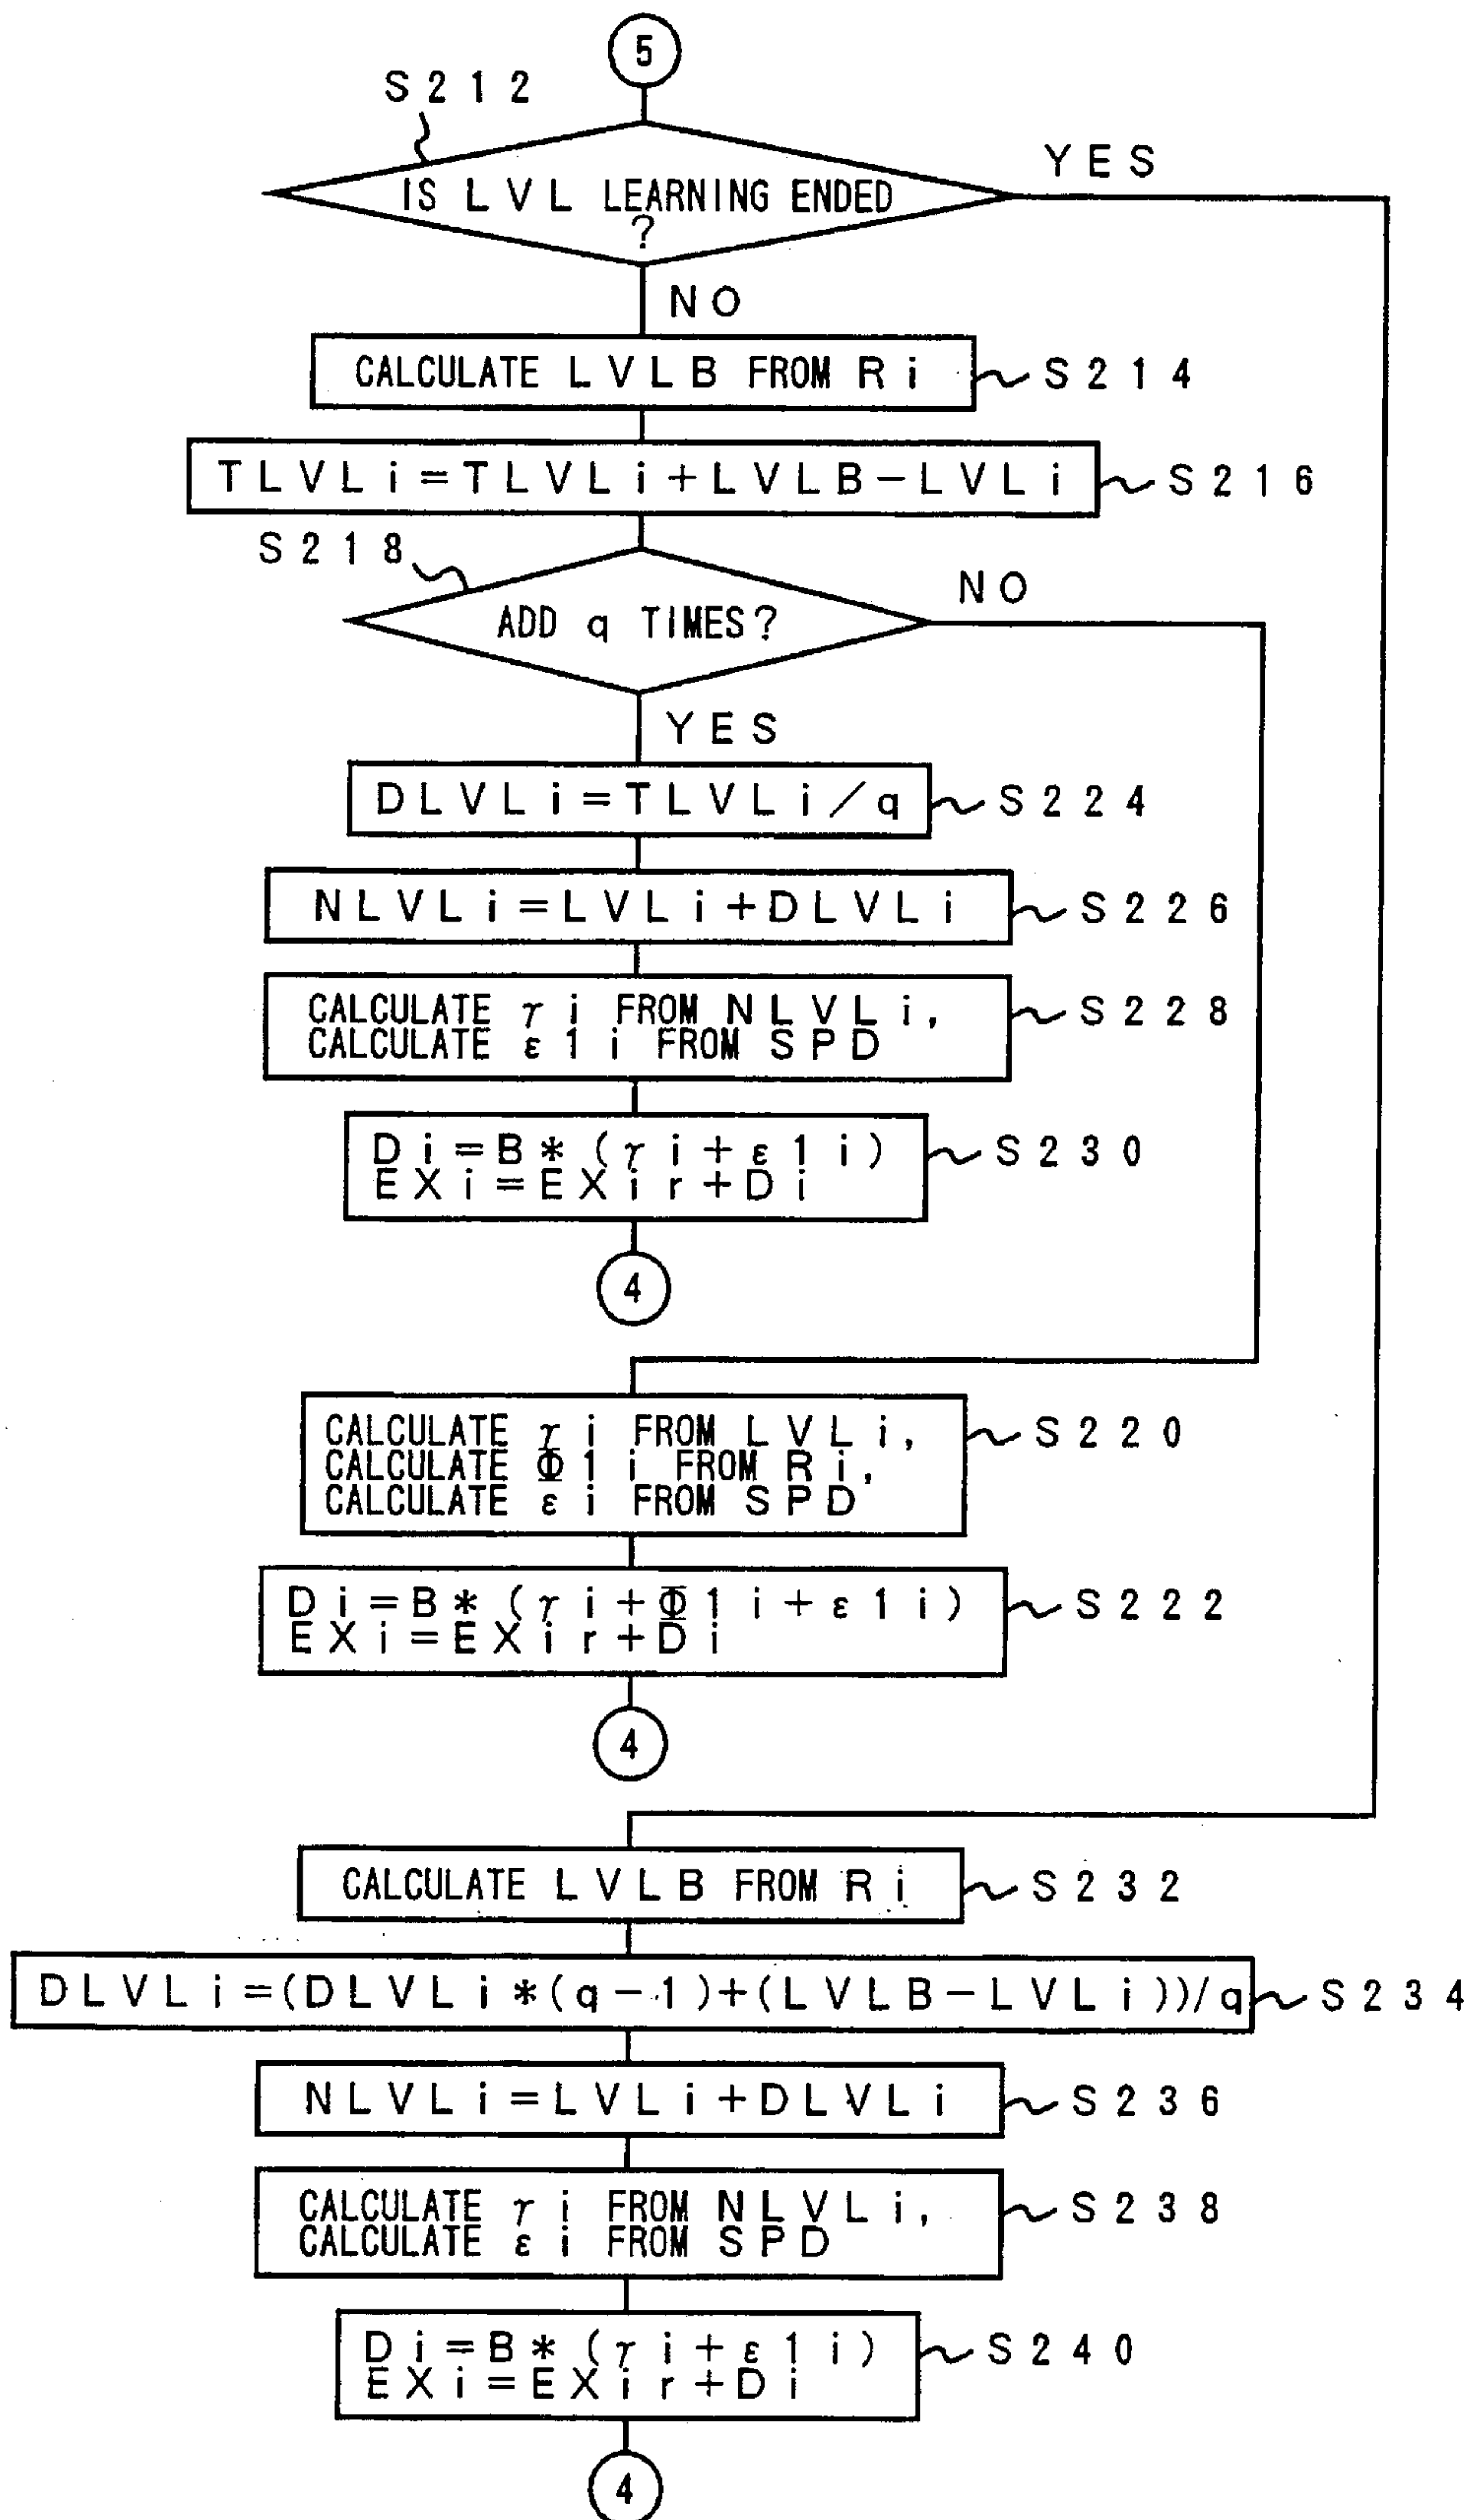 5
S212
YES
IS LVL LEARNING ENDED
?
NO
CALCULATE LVLB FROM Ri
S214
TLVLi=TLVLi+LVLB-LVLi
S216
S218
NO
ADD q TIMES?
YES
DLVLi=TLVLi/q
S224
NLVLi=LVLi+DLVLi
S226
CALCULATE γi FROM NLVLi,
CALCULATE ε1i FROM SPD
S228
Di=B*(γi+ε1i)
EXi=EXir+Di
S230
4
CALCULATE γi FROM LVLi,
CALCULATE Φ1i FROM Ri,
CALCULATE εi FROM SPD
S220
Di=B*(γi+Φ1i+ε1i)
EXi=EXir+Di
S222
4
CALCULATE LVLB FROM Ri
S232
DLVLi=(DLVLi*(q-1)+(LVLB-LVLi))/q
S234
NLVLi=LVLi+DLVLi
S236
CALCULATE γi FROM NLVLi,
CALCULATE εi FROM SPD
S238
Di=B*(γi+ε1i)
EXi=EXir+Di
S240
4